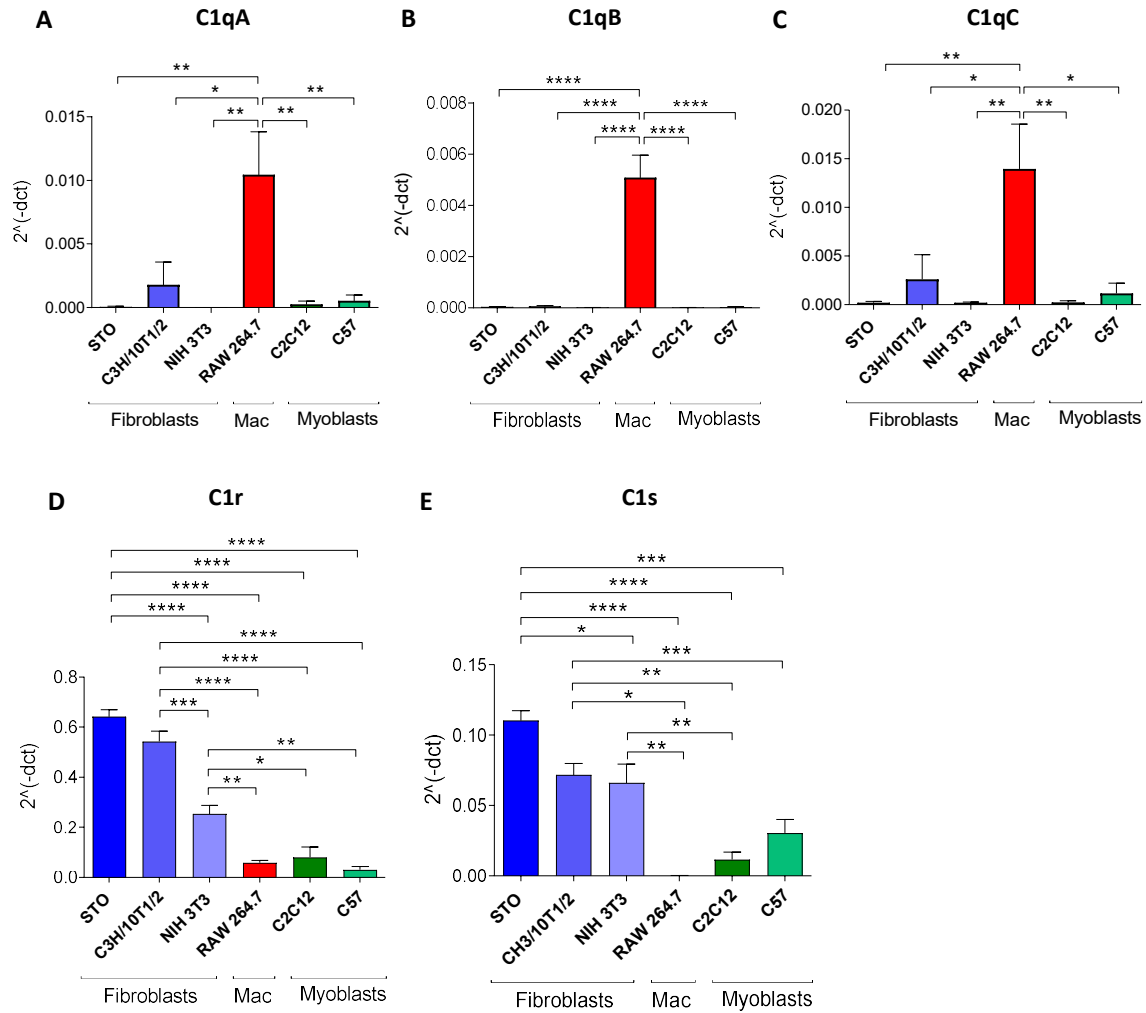 A
C1qA
**
*
**
**
**
0.015
0.010
0.005
0.000
2^(-dct)
STO
C3H/10T1/2
NIH 3T3
RAW 264.7
C2C12
C57
Fibroblasts
Mac
Myoblasts
B
C1qB
****
****
****
****
****
0.008
0.006
0.004
0.002
0.000
2^(-dct)
STO
C3H/10T1/2
NIH 3T3
RAW 264.7
C2C12
C57
Fibroblasts
Mac
Myoblasts
C
C1qC
**
*
*
**
**
0.020
0.015
0.010
0.005
0.000
2^(-dct)
STO
C3H/10T1/2
NIH 3T3
RAW 264.7
C2C12
C57
Fibroblasts
Mac
Myoblasts
D
C1r
****
****
****
****
****
****
****
***
**
*
**
0.8
0.6
0.4
0.2
0.0
2^(-dct)
STO
C3H/10T1/2
NIH 3T3
RAW 264.7
C2C12
C57
Fibroblasts
Mac
Myoblasts
E
C1s
***
****
****
*
***
**
*
**
**
0.15
0.10
0.05
0.00
2^(-dct)
STO
CH3/10T1/2
NIH 3T3
RAW 264.7
C2C12
C57
Fibroblasts
Mac
Myoblasts